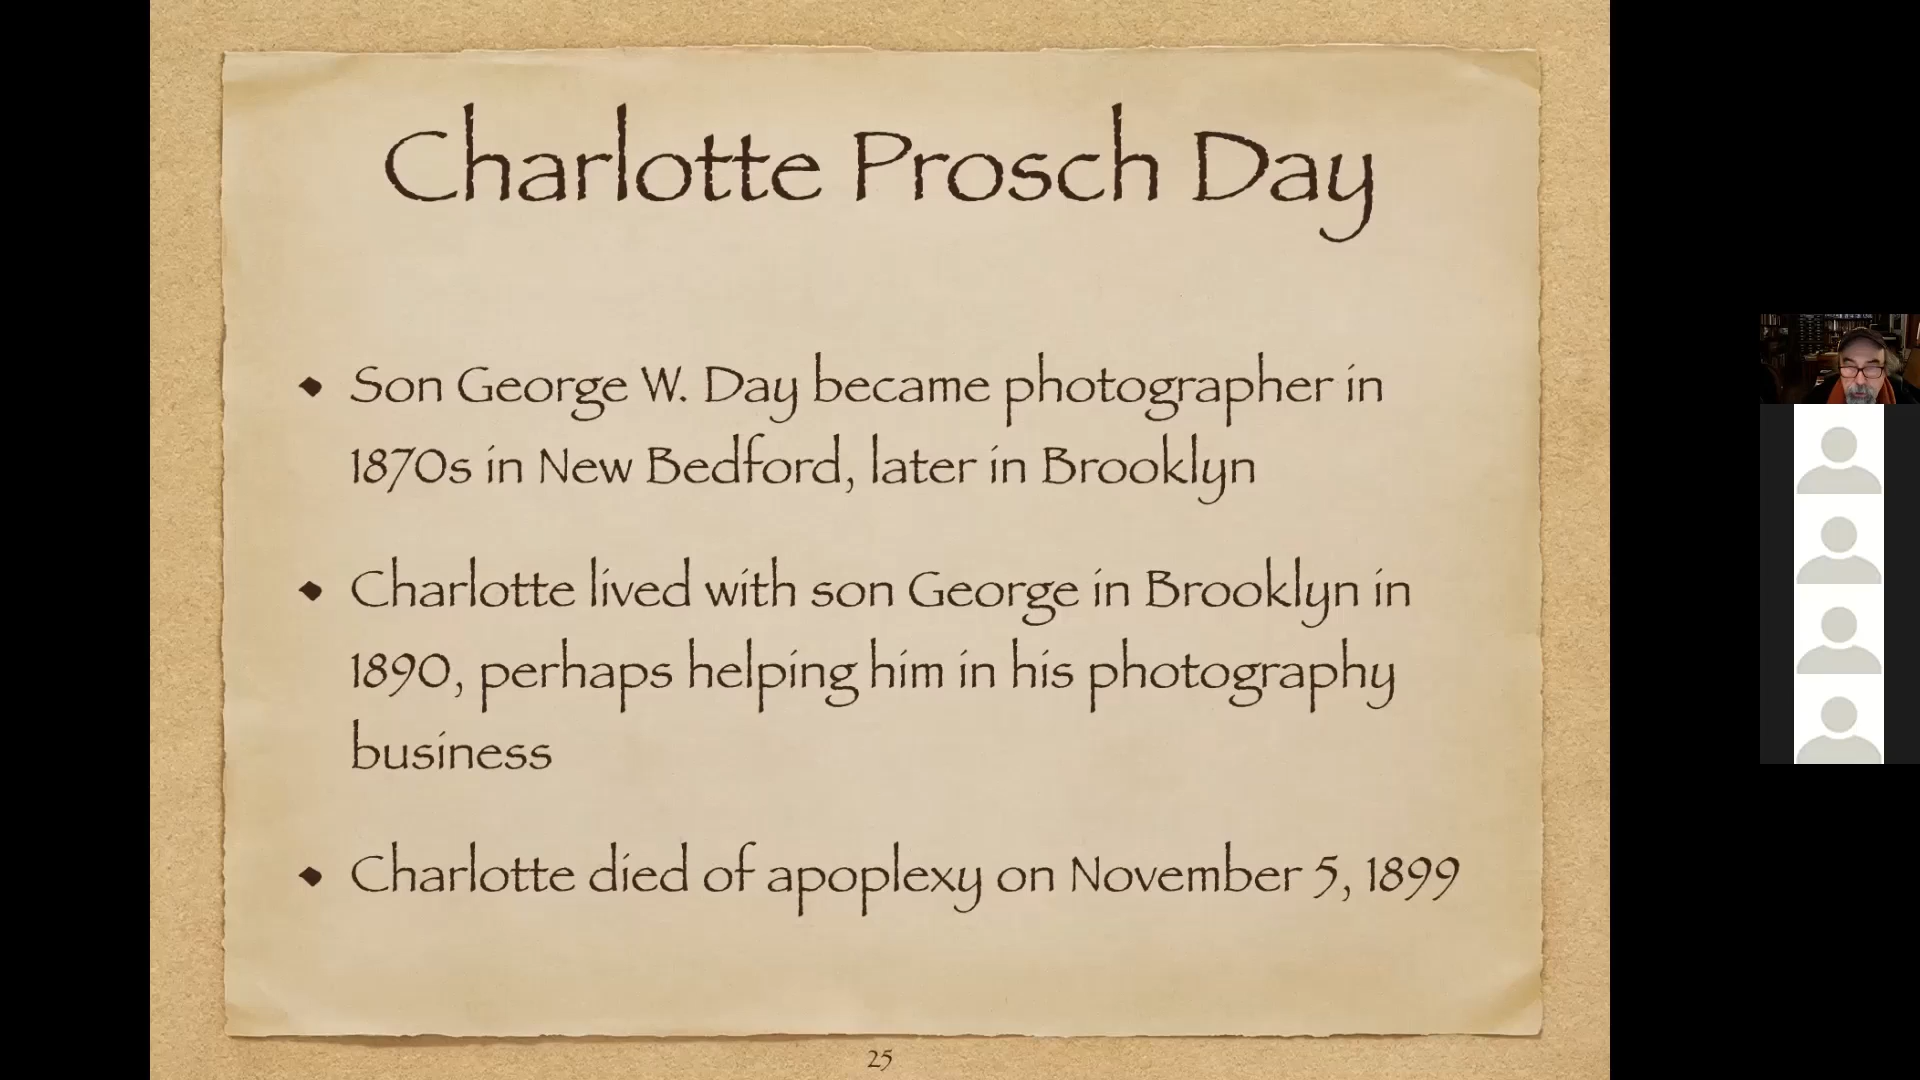 Charlotte Prosch Day
• Son George W. Day became photographer in
1870s in New Bedford, later in Brooklyn
• Charlotte lived with son George in Brooklyn in
1890, perhaps helping him in his photography
business
• Charlotte died of apoplexy on November 5, 1899
25